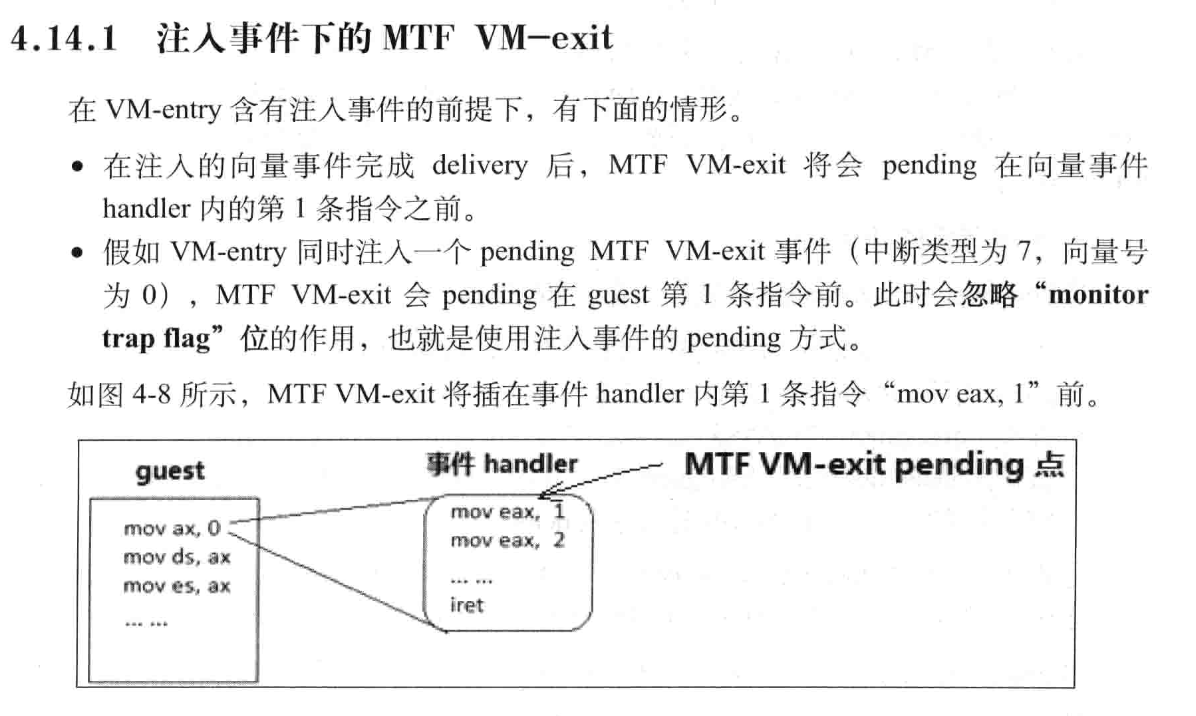 4.14.1 注入事件下的 MTF VM-exit
在 VM-entry 含有注入事件的前提下，有下面的情形。
• 在注入的向量事件完成 delivery 后，MTF VM-exit 将会 pending 在向量事件
handler 内的第 1 条指令之前。
• 假如 VM-entry 同时注入一个 pending MTF VM-exit 事件（中断类型为 7，向量号
为 0），MTF VM-exit 会 pending 在 guest 第 1 条指令前。此时会忽略“monitor
trap flag”位的作用，也就是使用注入事件的 pending 方式。
如图 4-8 所示，MTF VM-exit 将插在事件 handler 内第 1 条指令“mov eax, 1”前。
guest
事件 handler
MTF VM-exit pending 点
mov ax, 0
mov ds, ax
mov es, ax
... ...
mov eax, 1
mov eax, 2
... ...
iret